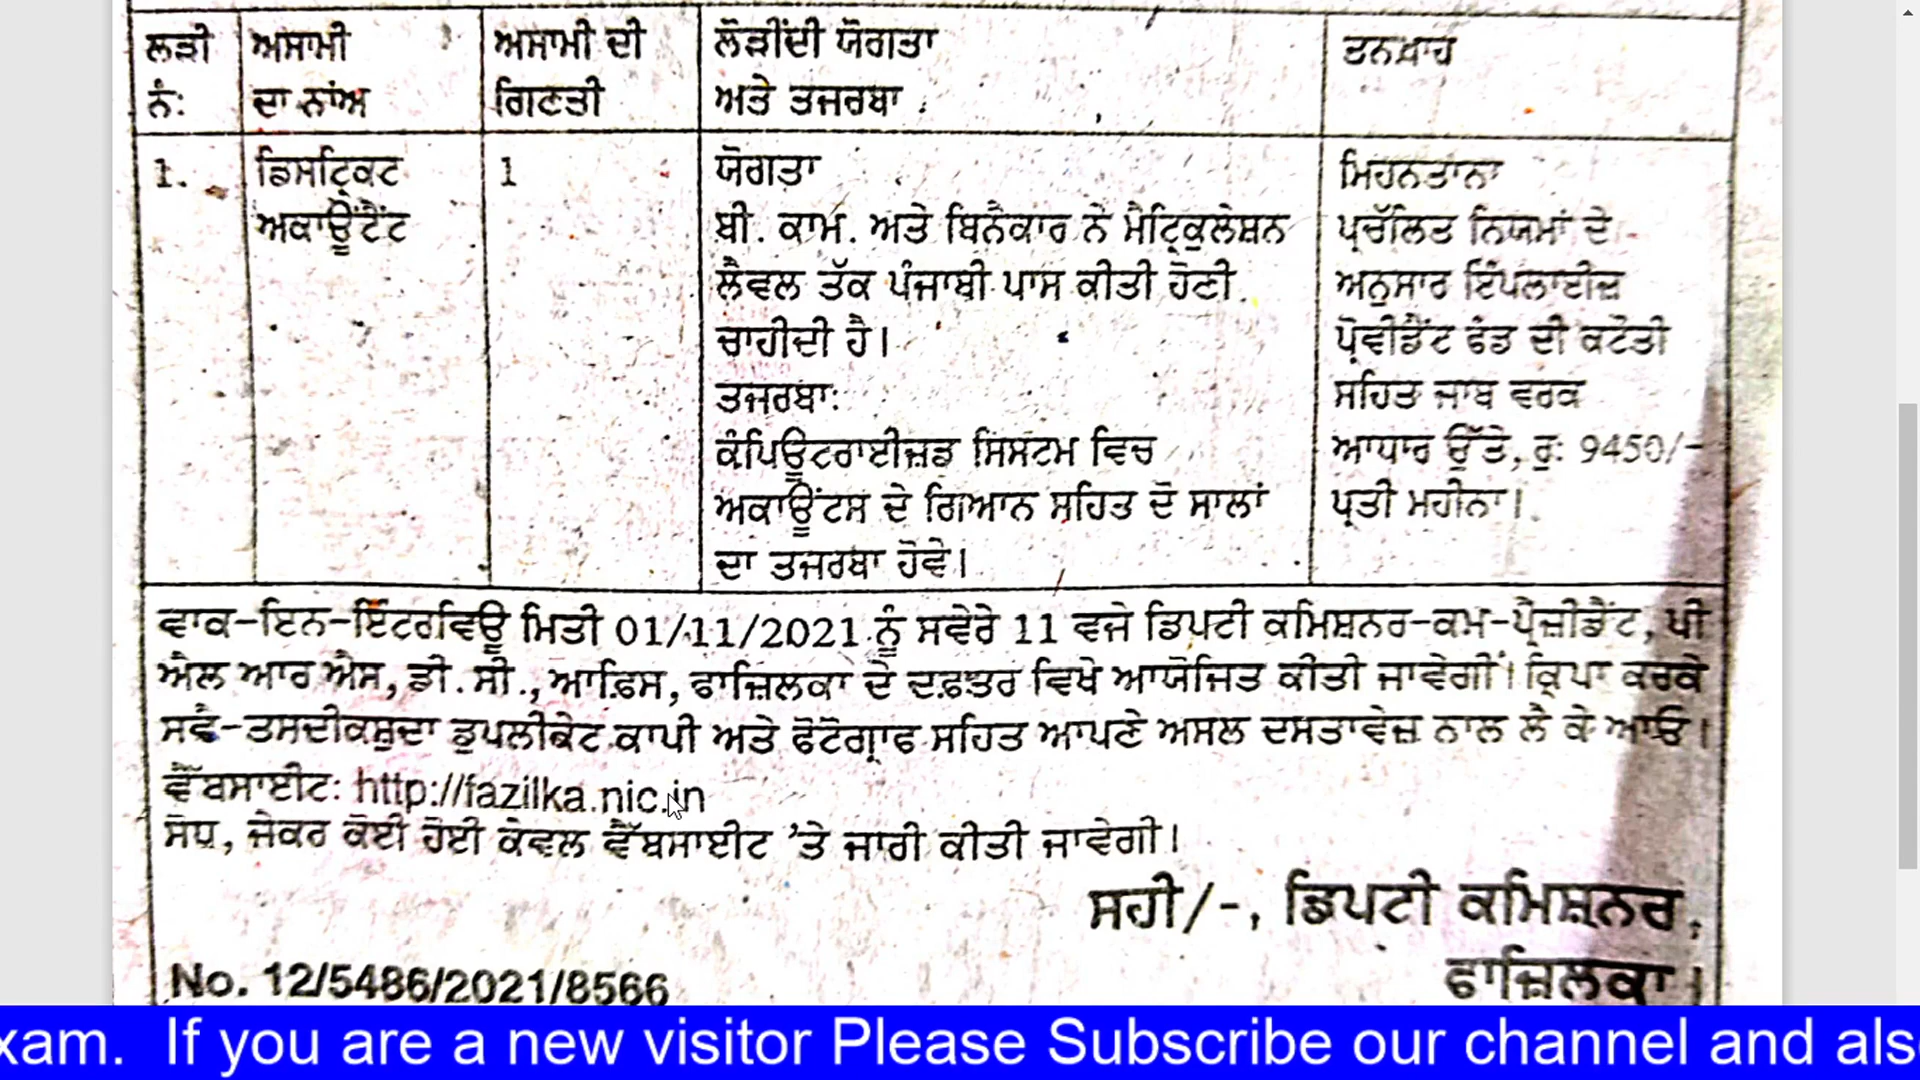 ਲੜੀ ਨੰ:
ਅਸਾਮੀ ਦਾ ਨਾਂਅ
ਅਸਾਮੀ ਦੀ ਗਿਣਤੀ
ਲੋੜੀਂਦੀ ਯੋਗਤਾ ਅਤੇ ਤਜਰਬਾ
ਤਨਖ਼ਾਹ
1.
ਡਿਸਟ੍ਰਿਕਟ
ਅਕਾਊਂਟੈਂਟ
1
ਯੋਗਤਾ
ਬੀ. ਕਾਮ. ਅਤੇ ਬਿਨੈਕਾਰ ਨੇ ਮੈਟ੍ਰਿਕੁਲੇਸ਼ਨ
ਲੈਵਲ ਤੱਕ ਪੰਜਾਬੀ ਪਾਸ ਕੀਤੀ ਹੋਣੀ
ਚਾਹੀਦੀ ਹੈ।
ਤਜਰਬਾ:
ਕੰਪਿਊਟਰਾਈਜ਼ਡ ਸਿਸਟਮ ਵਿਚ
ਅਕਾਊਂਟਸ ਦੇ ਗਿਆਨ ਸਹਿਤ ਦੋ ਸਾਲਾਂ
ਦਾ ਤਜਰਬਾ ਹੋਵੇ।
ਮਿਹਨਤਾਨਾ
ਪ੍ਰਚੱਲਿਤ ਨਿਯਮਾਂ ਦੇ
ਅਨੁਸਾਰ ਇੰਪਲਾਈਜ਼
ਪ੍ਰੋਵੀਡੈਂਟ ਫੰਡ ਦੀ ਕਟੌਤੀ
ਸਹਿਤ ਜਾਬ ਵਰਕ
ਆਧਾਰ ਉੱਤੇ, ਰੁ: 9450/-
ਪ੍ਰਤੀ ਮਹੀਨਾ।
ਵਾਕ-ਇਨ-ਇੰਟਰਵਿਊ ਮਿਤੀ 01/11/2021 ਨੂੰ ਸਵੇਰੇ 11 ਵਜੇ ਡਿਪਟੀ ਕਮਿਸ਼ਨਰ-ਕਮ-ਪ੍ਰੈਜ਼ੀਡੈਂਟ, ਪੀ
ਐਲ ਆਰ ਐਸ, ਡੀ.ਸੀ., ਆਫ਼ਿਸ, ਫਾਜ਼ਿਲਕਾ ਦੇ ਦਫ਼ਤਰ ਵਿਖੇ ਆਯੋਜਿਤ ਕੀਤੀ ਜਾਵੇਗੀ। ਕ੍ਰਿਪਾ ਕਰਕੇ
ਸਵੈ-ਤਸਦੀਕਸ਼ੁਦਾ ਡੁਪਲੀਕੇਟ ਕਾਪੀ ਅਤੇ ਫੋਟੋਗ੍ਰਾਫ ਸਹਿਤ ਆਪਣੇ ਅਸਲ ਦਸਤਾਵੇਜ਼ ਨਾਲ ਲੈ ਕੇ ਆਓ।
ਵੈੱਬਸਾਈਟ: http://fazilka.nic.in
ਸੋਧ, ਜੇਕਰ ਕੋਈ ਹੋਈ ਕੇਵਲ ਵੈੱਬਸਾਈਟ 'ਤੇ ਜਾਰੀ ਕੀਤੀ ਜਾਵੇਗੀ।
ਸਹੀ/-, ਡਿਪਟੀ ਕਮਿਸ਼ਨਰ,
ਫਾਜ਼ਿਲਕਾ।
No. 12/5486/2021/8566
xam. If you are a new visitor Please Subscribe our channel and als